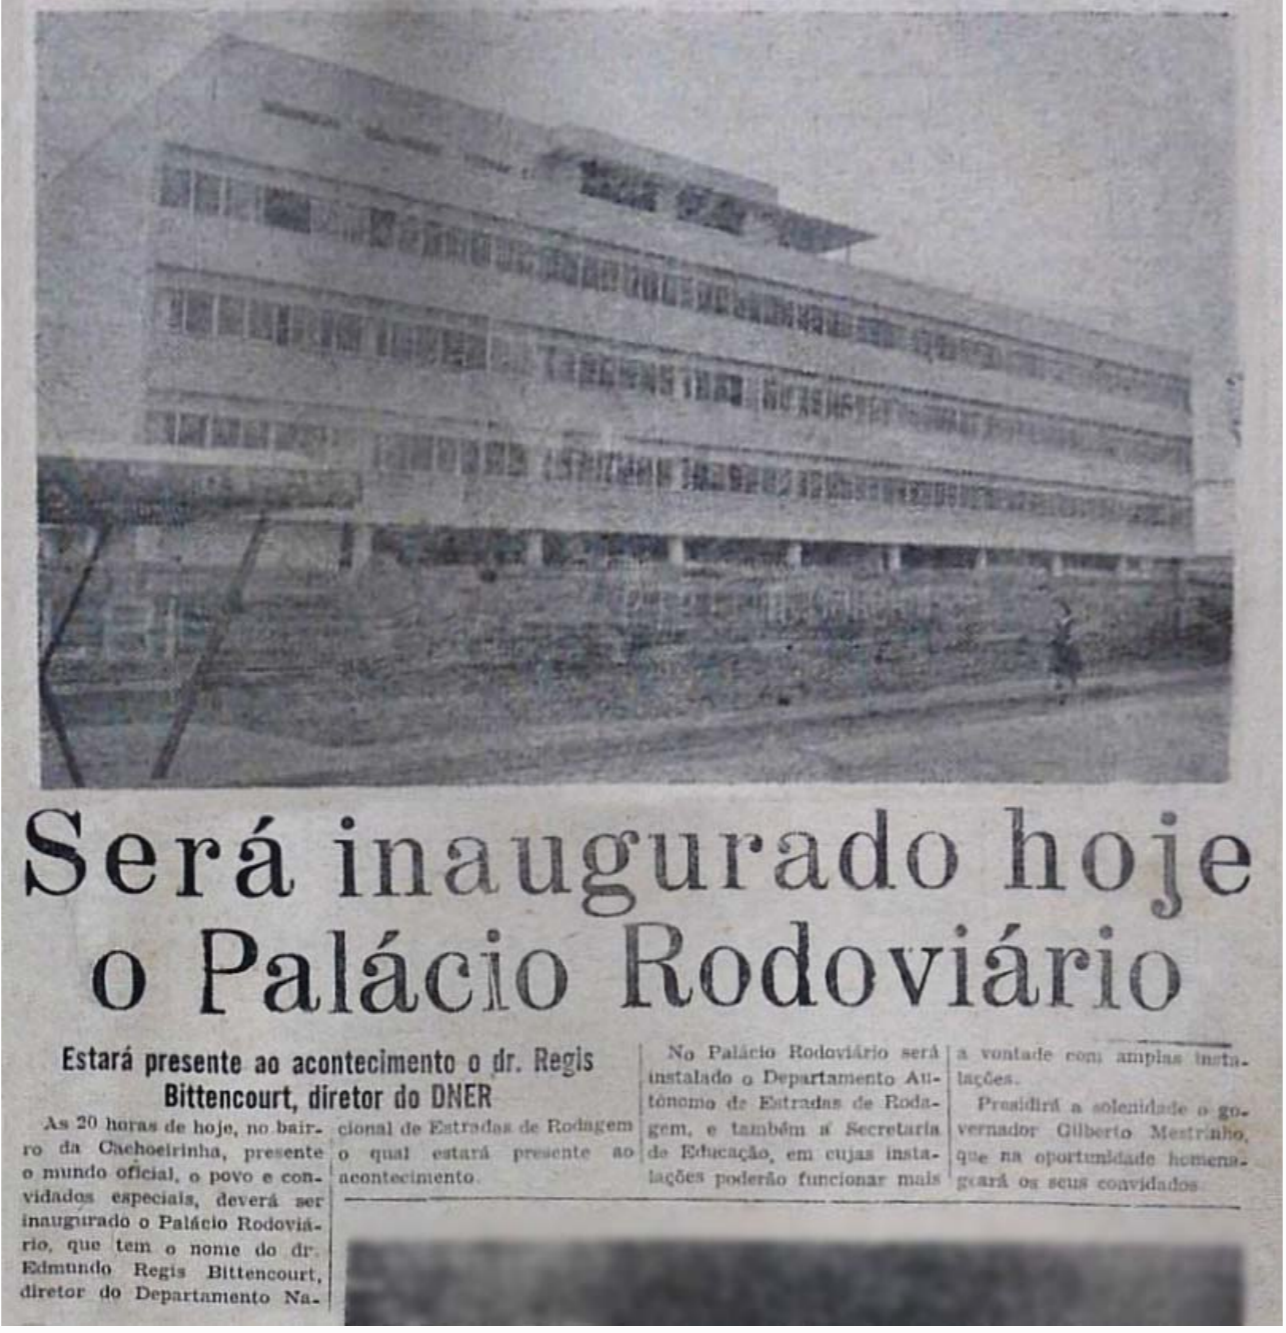 Será inaugurado hoje
o Palácio Rodoviário
Estará presente ao acontecimento o dr. Regis
Bittencourt, diretor do DNER
As 20 horas de hoje, no bair-
ro da Cachoeirinha, presente
o mundo oficial, o povo e con-
vidados especiais, deverá ser
inaugurado o Palácio Rodoviá-
rio, que tem o nome do dr.
Edmundo Regis Bittencourt,
diretor do Departamento Na-
cional de Estradas de Rodagem
o qual estará presente ao
acontecimento.
No Palácio Rodoviário será
instalado o Departamento Au-
tônomo de Estradas de Roda-
gem, e também a Secretaria
de Educação, em cujas insta-
lações poderão funcionar mais
a vontade com amplas insta-
lações.
Presidirá a solenidade o go-
vernador Gilberto Mestrinho,
que na oportunidade homena-
geará os seus convidados.